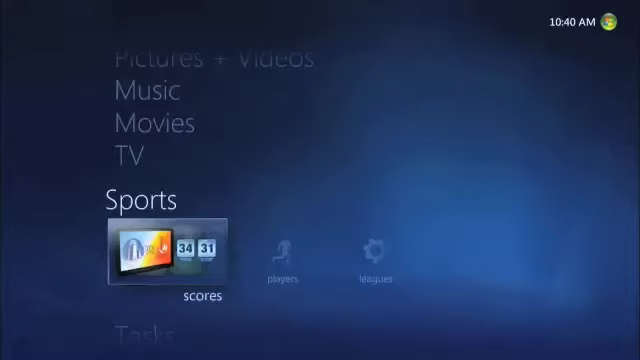 10:40 AM
Pictures + Videos
Music
Movies
TV
Sports
34 31
scores
players
leagues
Tasks